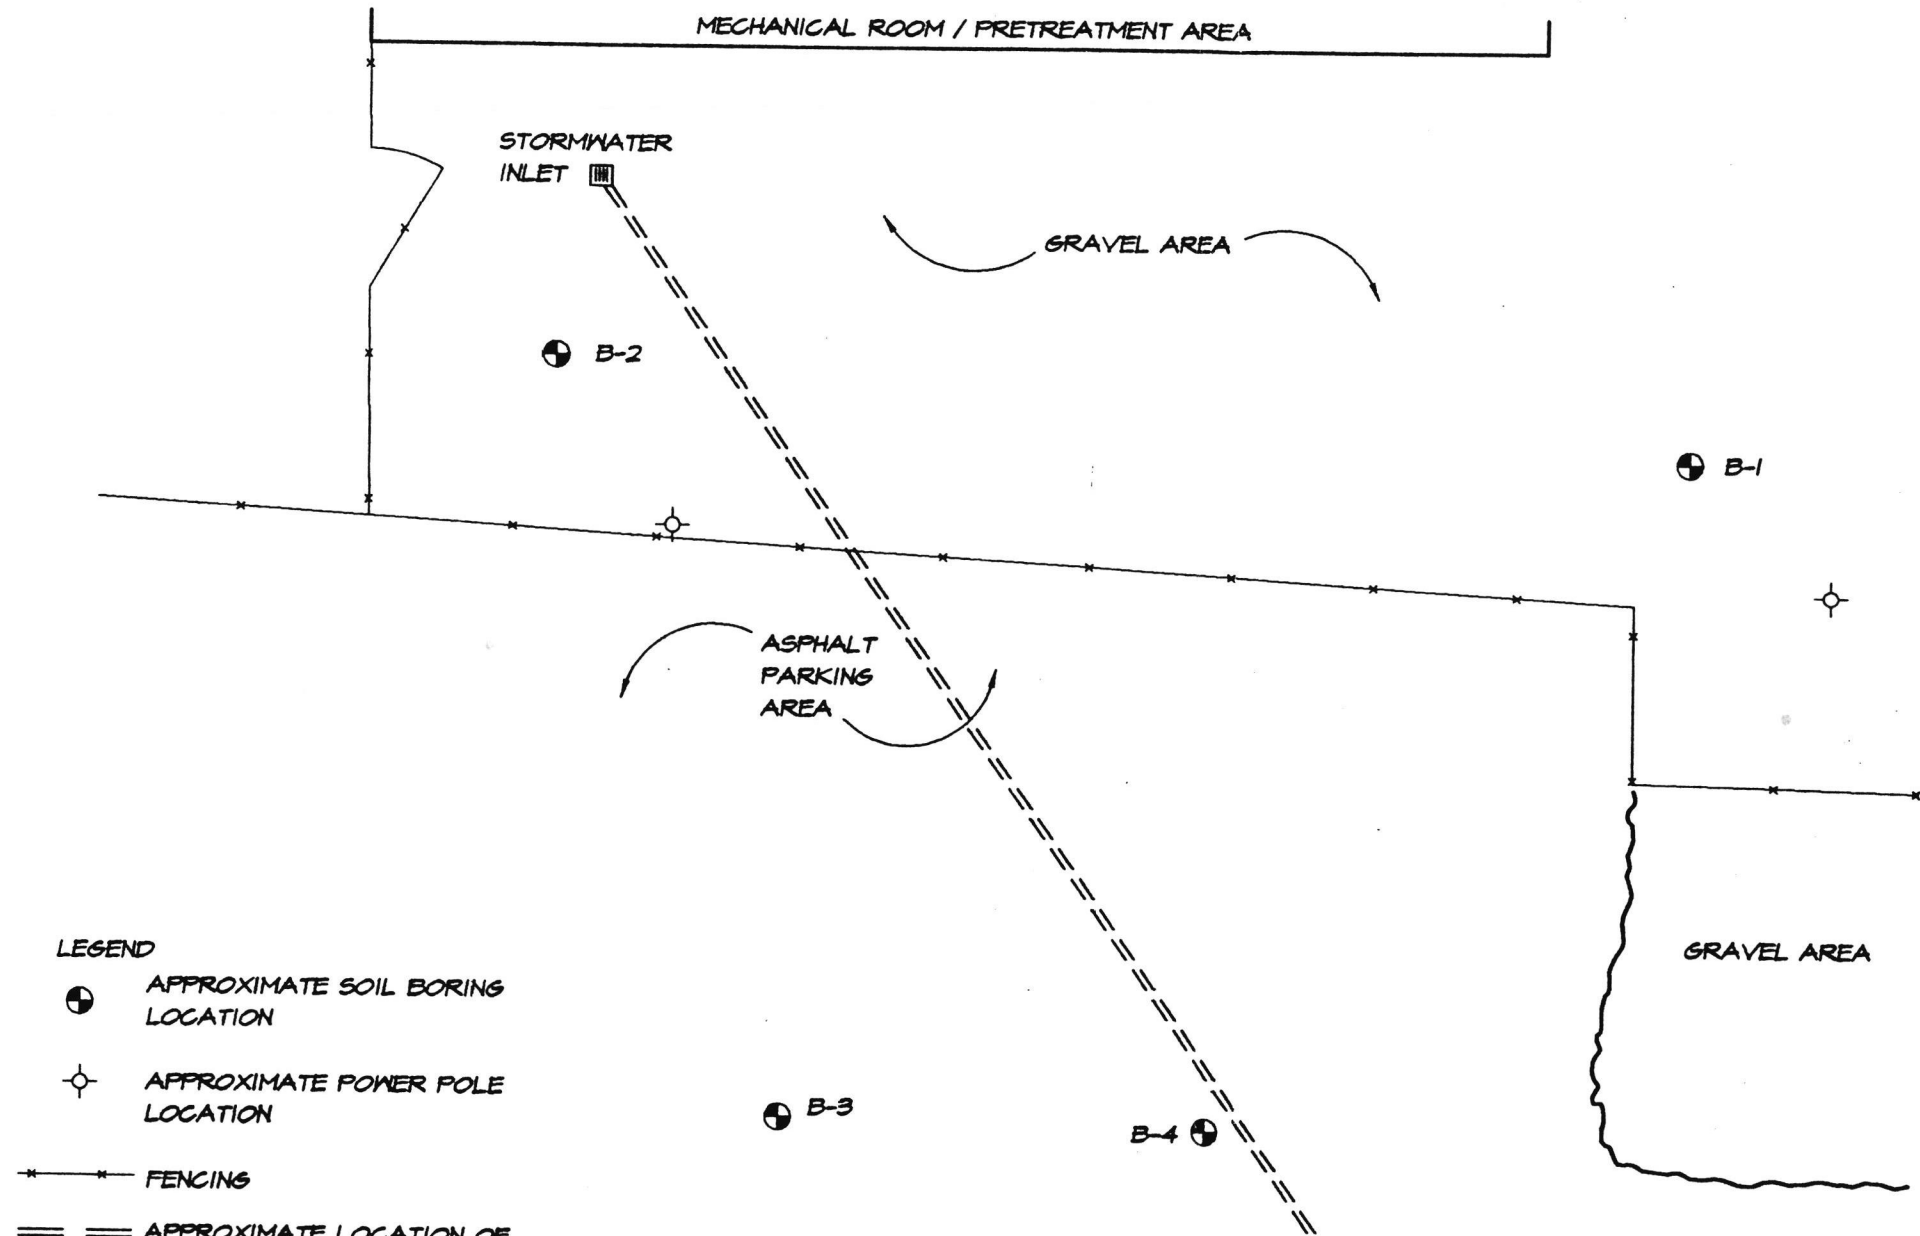 MECHANICAL ROOM / PRETREATMENT AREA
STORMWATER
INLET
GRAVEL AREA
B-2
B-1
ASPHALT
PARKING
AREA
GRAVEL AREA
B-3
B-4
LEGEND
APPROXIMATE SOIL BORING
LOCATION
APPROXIMATE POWER POLE
LOCATION
FENCING
APPROXIMATE LOCATION OF